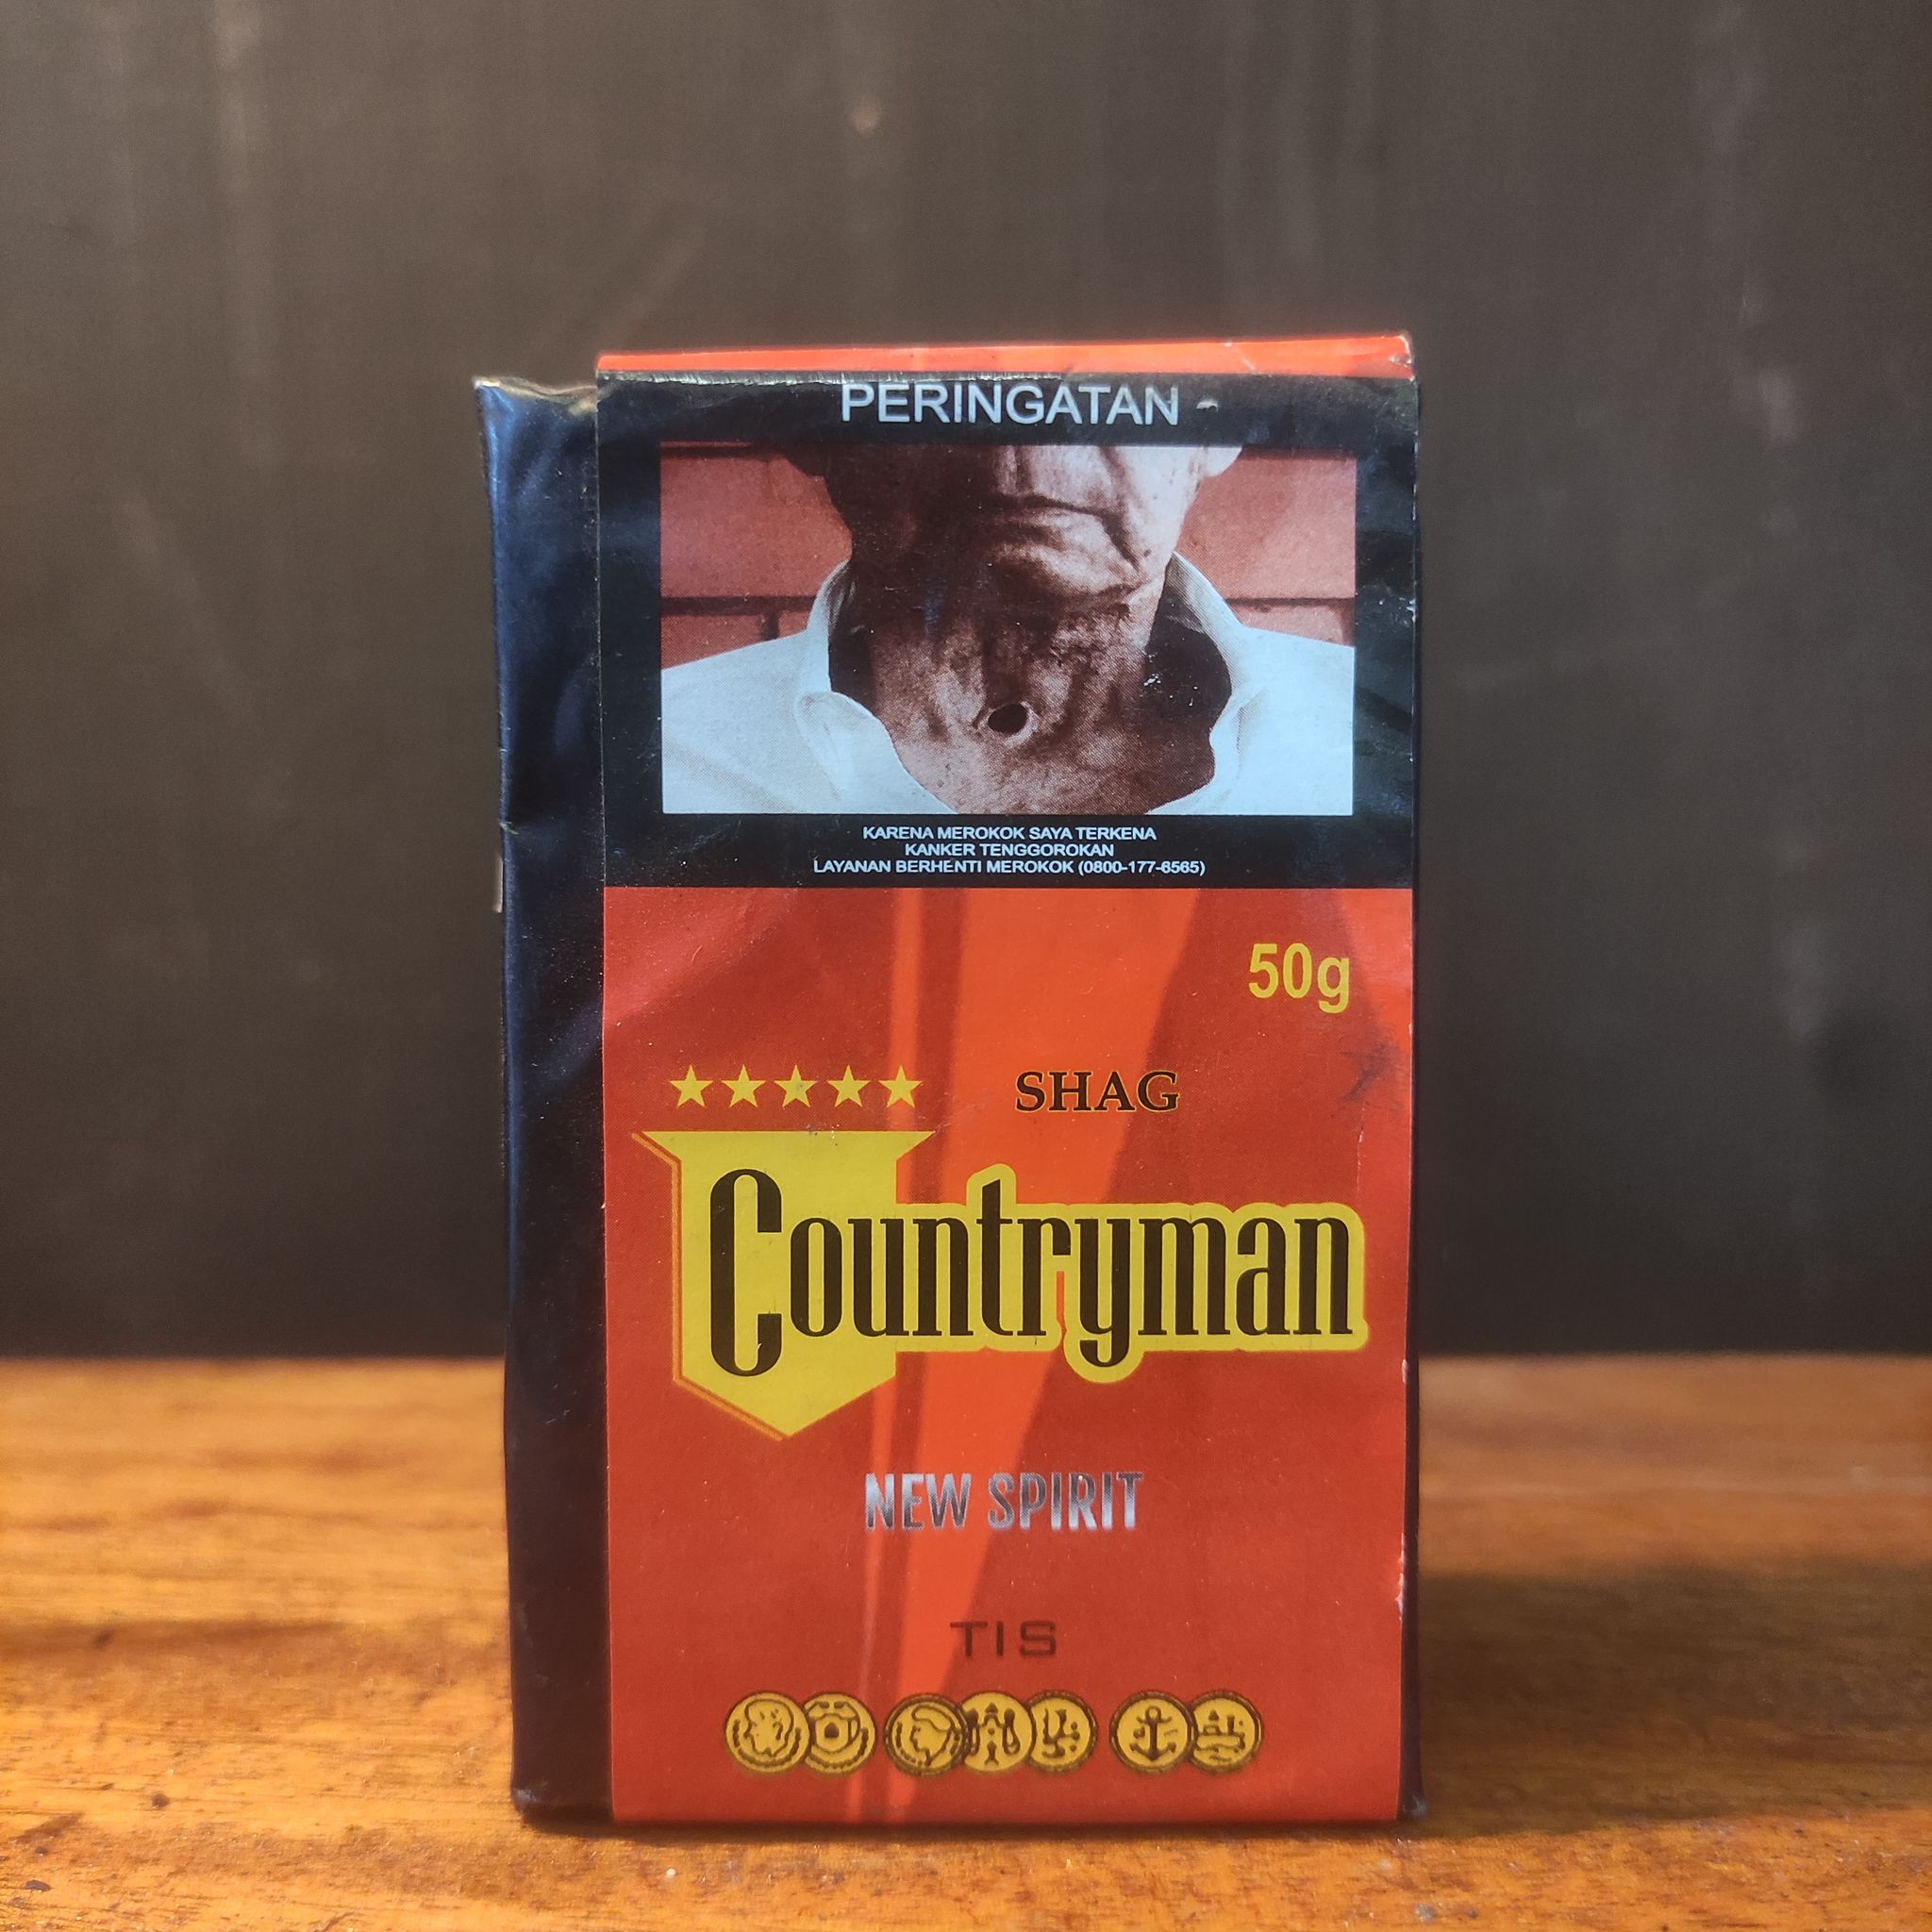 PERINGATAN
KARENA MEROKOK SAYA TERKENA
KANKER TENGGOROKAN
LAYANAN BERHENTI MEROKOK (0800-177-6565)
50g
SHAG
Countryman
NEW SPIRIT
TIS